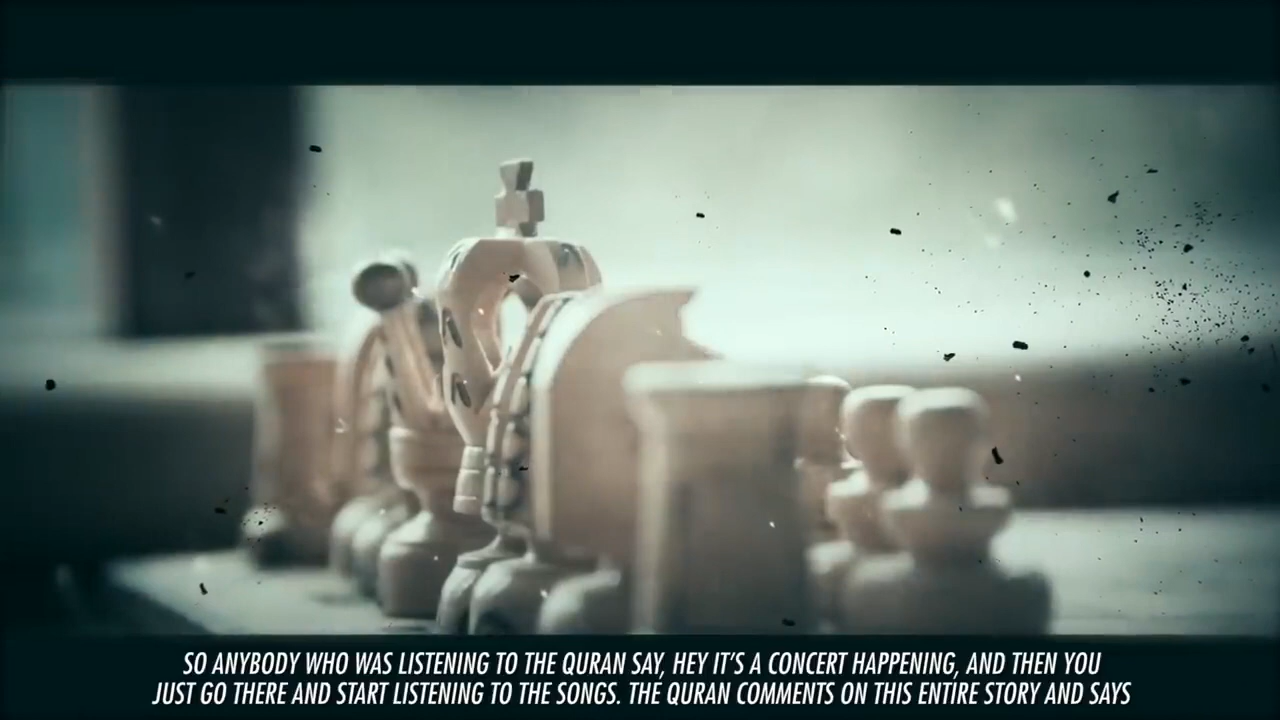 SO ANYBODY WHO WAS LISTENING TO THE QURAN SAY, HEY IT'S A CONCERT HAPPENING, AND THEN YOU
JUST GO THERE AND START LISTENING TO THE SONGS. THE QURAN COMMENTS ON THIS ENTIRE STORY AND SAYS